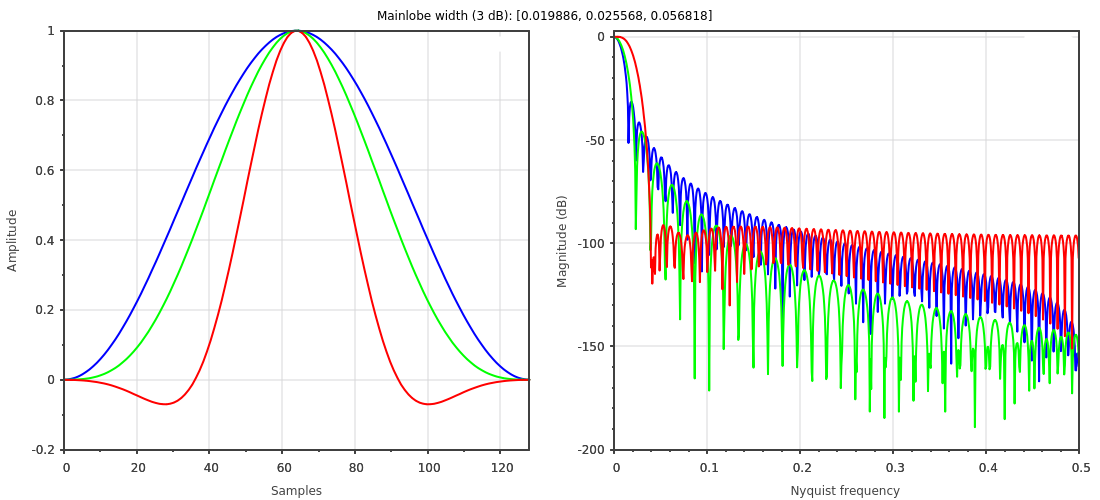 Mainlobe width (3 dB): [0.019886, 0.025568, 0.056818]
1
0.8
0.6
0.4
0.2
0
-0.2
Amplitude
0 20 40 60 80 100 120
Samples
0
-50
-100
-150
-200
Magnitude (dB)
0 0.1 0.2 0.3 0.4 0.5
Nyquist frequency